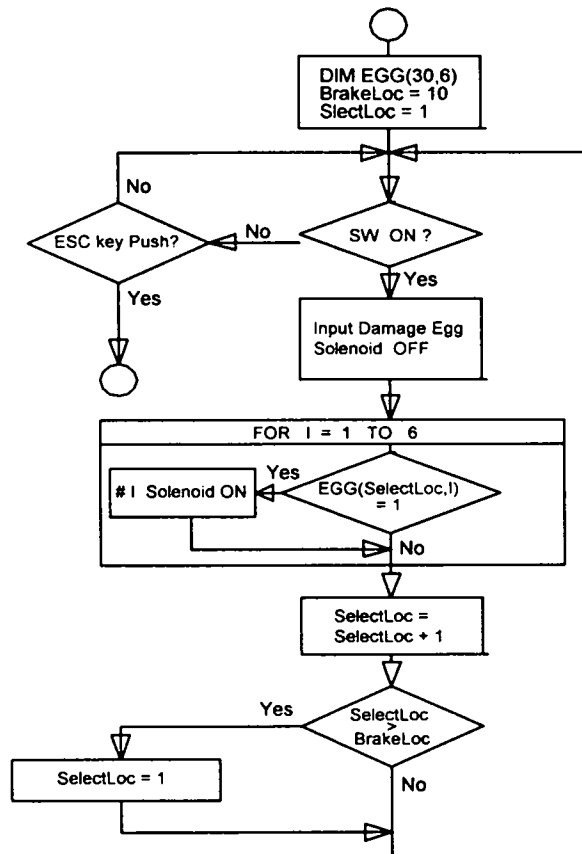 DIM EGG(30,6)
BrakeLoc = 10
SlectLoc = 1
No
ESC key Push?
No
SW ON ?
Yes
Yes
Input Damage Egg
Solenoid OFF
FOR I = 1 TO 6
Yes
# I Solenoid ON
EGG(SelectLoc,I)
= 1
No
SelectLoc =
SelectLoc + 1
Yes
SelectLoc
>
BrakeLoc
SelectLoc = 1
No